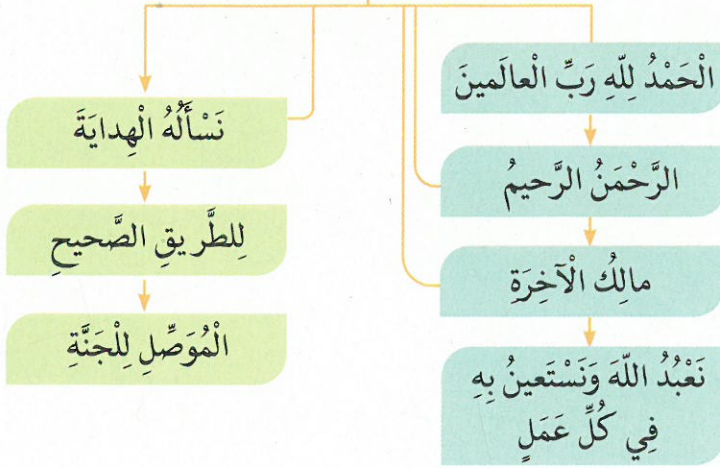 الْحَمْدُ لِلّهِ رَبِّ الْعالَمينَ
الرَّحْمَنُ الرَّحيمُ
مالِكُ الْآخِرَةِ
نَعْبُدُ اللّهَ وَنَسْتَعينُ بِهِ
فِي كُلِّ عَمَلٍ
نَسْأَلُهُ الْهِدايَةَ
لِلطَّريقِ الصَّحيحِ
الْمُوَصِّلِ لِلْجَنَّةِ